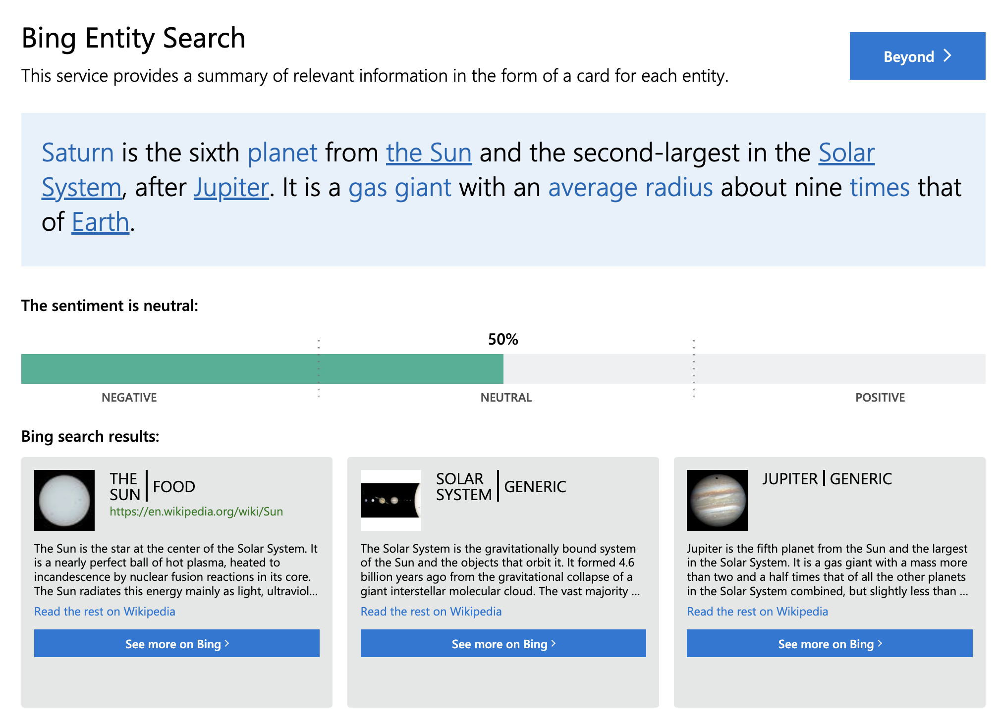 Bing Entity Search
Beyond
This service provides a summary of relevant information in the form of a card for each entity.
Saturn is the sixth planet from the Sun and the second-largest in the Solar
System, after Jupiter. It is a gas giant with an average radius about nine times that
of Earth.
The sentiment is neutral:
50%
NEGATIVE
NEUTRAL
POSITIVE
Bing search results:
THE
SUN
FOOD
https://en.wikipedia.org/wiki/Sun
The Sun is the star at the center of the Solar System. It
is a nearly perfect ball of hot plasma, heated to
incandescence by nuclear fusion reactions in its core.
The Sun radiates this energy mainly as light, ultraviol...
Read the rest on Wikipedia
See more on Bing
SOLAR
SYSTEM
GENERIC
The Solar System is the gravitationally bound system
of the Sun and the objects that orbit it. It formed 4.6
billion years ago from the gravitational collapse of a
giant interstellar molecular cloud. The vast majority ...
Read the rest on Wikipedia
See more on Bing
JUPITER
GENERIC
Jupiter is the fifth planet from the Sun and the largest
in the Solar System. It is a gas giant with a mass more
than two and a half times that of all the other planets
in the Solar System combined, but slightly less than ...
Read the rest on Wikipedia
See more on Bing